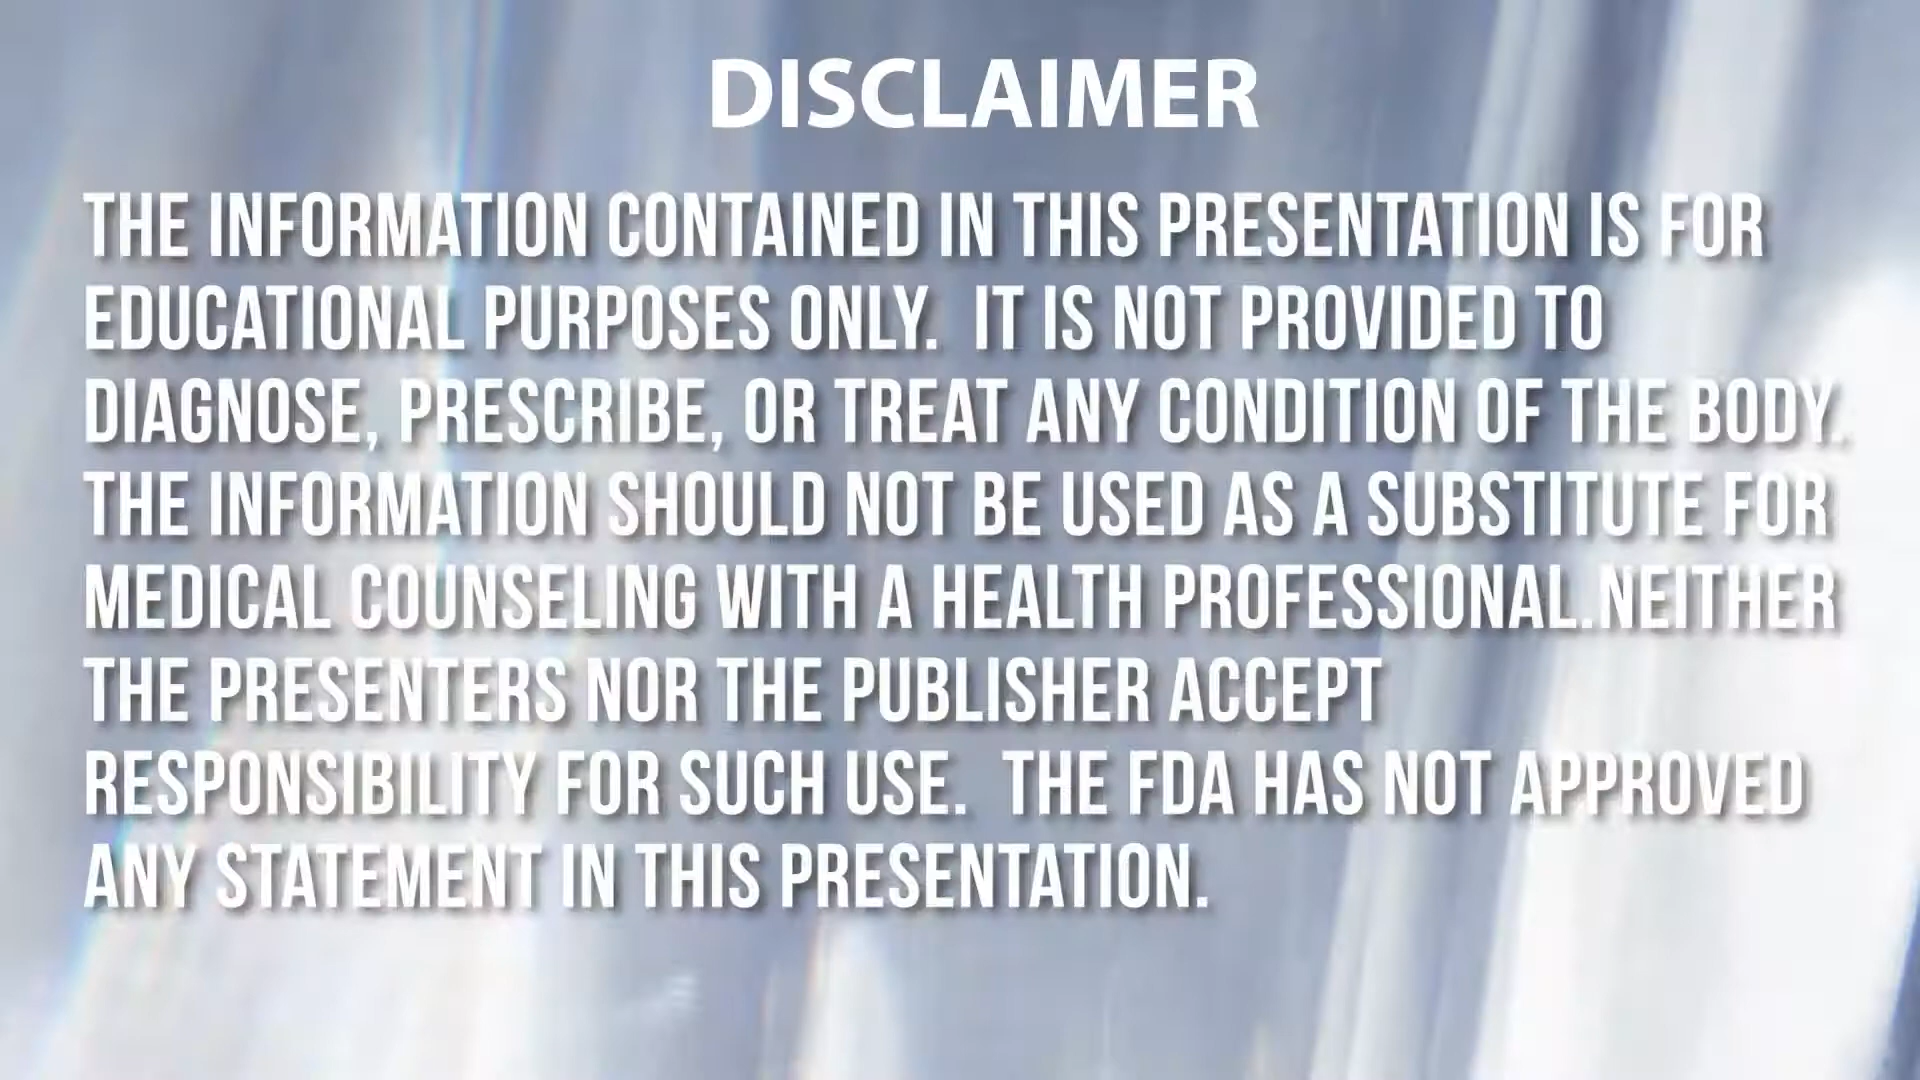 DISCLAIMER
THE INFORMATION CONTAINED IN THIS PRESENTATION IS FOR
EDUCATIONAL PURPOSES ONLY.  IT IS NOT PROVIDED TO
DIAGNOSE, PRESCRIBE, OR TREAT ANY CONDITION OF THE BODY.
THE INFORMATION SHOULD NOT BE USED AS A SUBSTITUTE FOR
MEDICAL COUNSELING WITH A HEALTH PROFESSIONAL.NEITHER
THE PRESENTERS NOR THE PUBLISHER ACCEPT
RESPONSIBILITY FOR SUCH USE.  THE FDA HAS NOT APPROVED
ANY STATEMENT IN THIS PRESENTATION.